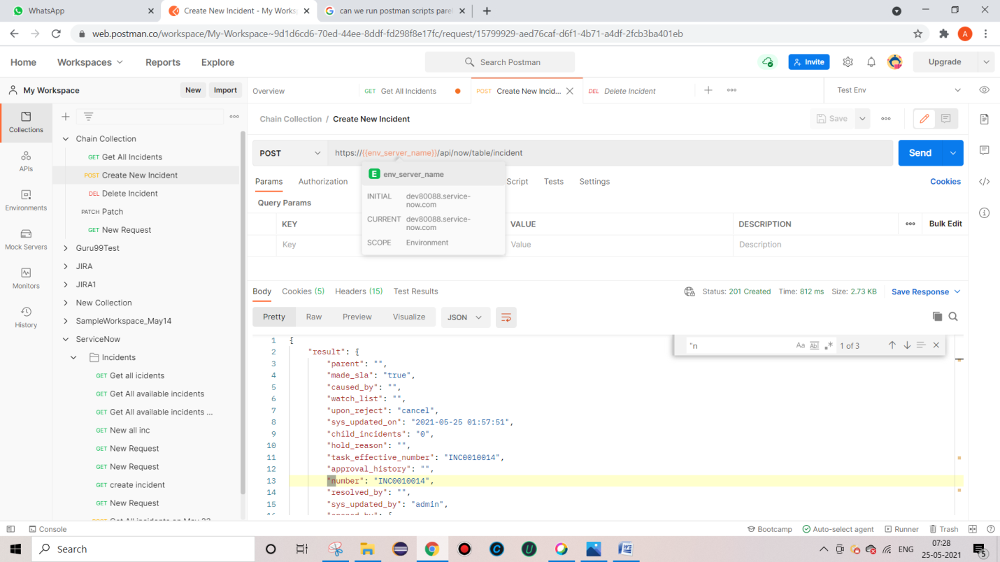 WhatsApp
Create New Incident - My Works
can we run postman scripts pare
web.postman.co/workspace/My-Workspace~9d1d6cd6-70ed-44ee-8ddf-fd298f8e17fc/request/15799929-aed76caf-d6f1-4b71-a4df-2fcb3ba401eb
A
Home Workspaces Reports Explore
Search Postman
Invite
Upgrade
My Workspace
New Import
Overview
GET Get All Incidents
POST Create New Incid...
DEL Delete Incident
Test Env
Collections
APIs
Environments
Mock Servers
Monitors
History
Chain Collection
GET Get All Incidents
POST Create New Incident
DEL Delete Incident
PATCH Patch
GET New Request
Guru99Test
JIRA
JIRA1
New Collection
SampleWorkspace_May14
ServiceNow
Incidents
GET Get all icidents
GET Get All available incidents
GET Get All available incidents ...
GET New all inc
GET New Request
GET New Request
GET create incident
GET New Request
Chain Collection / Create New Incident
Save
POST
https://{{env_server_name}}/api/now/table/incident
Send
Params Authorization Script Tests Settings
Cookies
E env_server_name
INITIAL dev80088.service-
now.com
CURRENT dev80088.service-
now.com
SCOPE Environment
Query Params
KEY VALUE DESCRIPTION
Bulk Edit
Key Value Description
Body Cookies (5) Headers (15) Test Results
Status: 201 Created Time: 812 ms Size: 2.73 KB
Save Response
Pretty Raw Preview Visualize JSON
"n
Aa Abl .* 1 of 3
1 {
2 "result": {
3 "parent": "",
4 "made_sla": "true",
5 "caused_by": "",
6 "watch_list": "",
7 "upon_reject": "cancel",
8 "sys_updated_on": "2021-05-25 01:57:51",
9 "child_incidents": "0",
10 "hold_reason": "",
11 "task_effective_number": "INC0010014",
12 "approval_history": "",
13 "number": "INC0010014",
14 "resolved_by": "",
15 "sys_updated_by": "admin",
Console
Bootcamp Auto-select agent Runner Trash
Search
ENG
07:28
25-05-2021
5